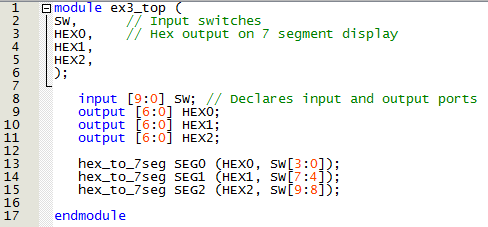 1 module ex3_top (
2 SW, // Input switches
3 HEX0, // Hex output on 7 segment display
4 HEX1,
5 HEX2,
6 );
7
8 input [9:0] SW; // Declares input and output ports
9 output [6:0] HEX0;
10 output [6:0] HEX1;
11 output [6:0] HEX2;
12
13 hex_to_7seg SEG0 (HEX0, SW[3:0]);
14 hex_to_7seg SEG1 (HEX1, SW[7:4]);
15 hex_to_7seg SEG2 (HEX2, SW[9:8]);
16
17 endmodule